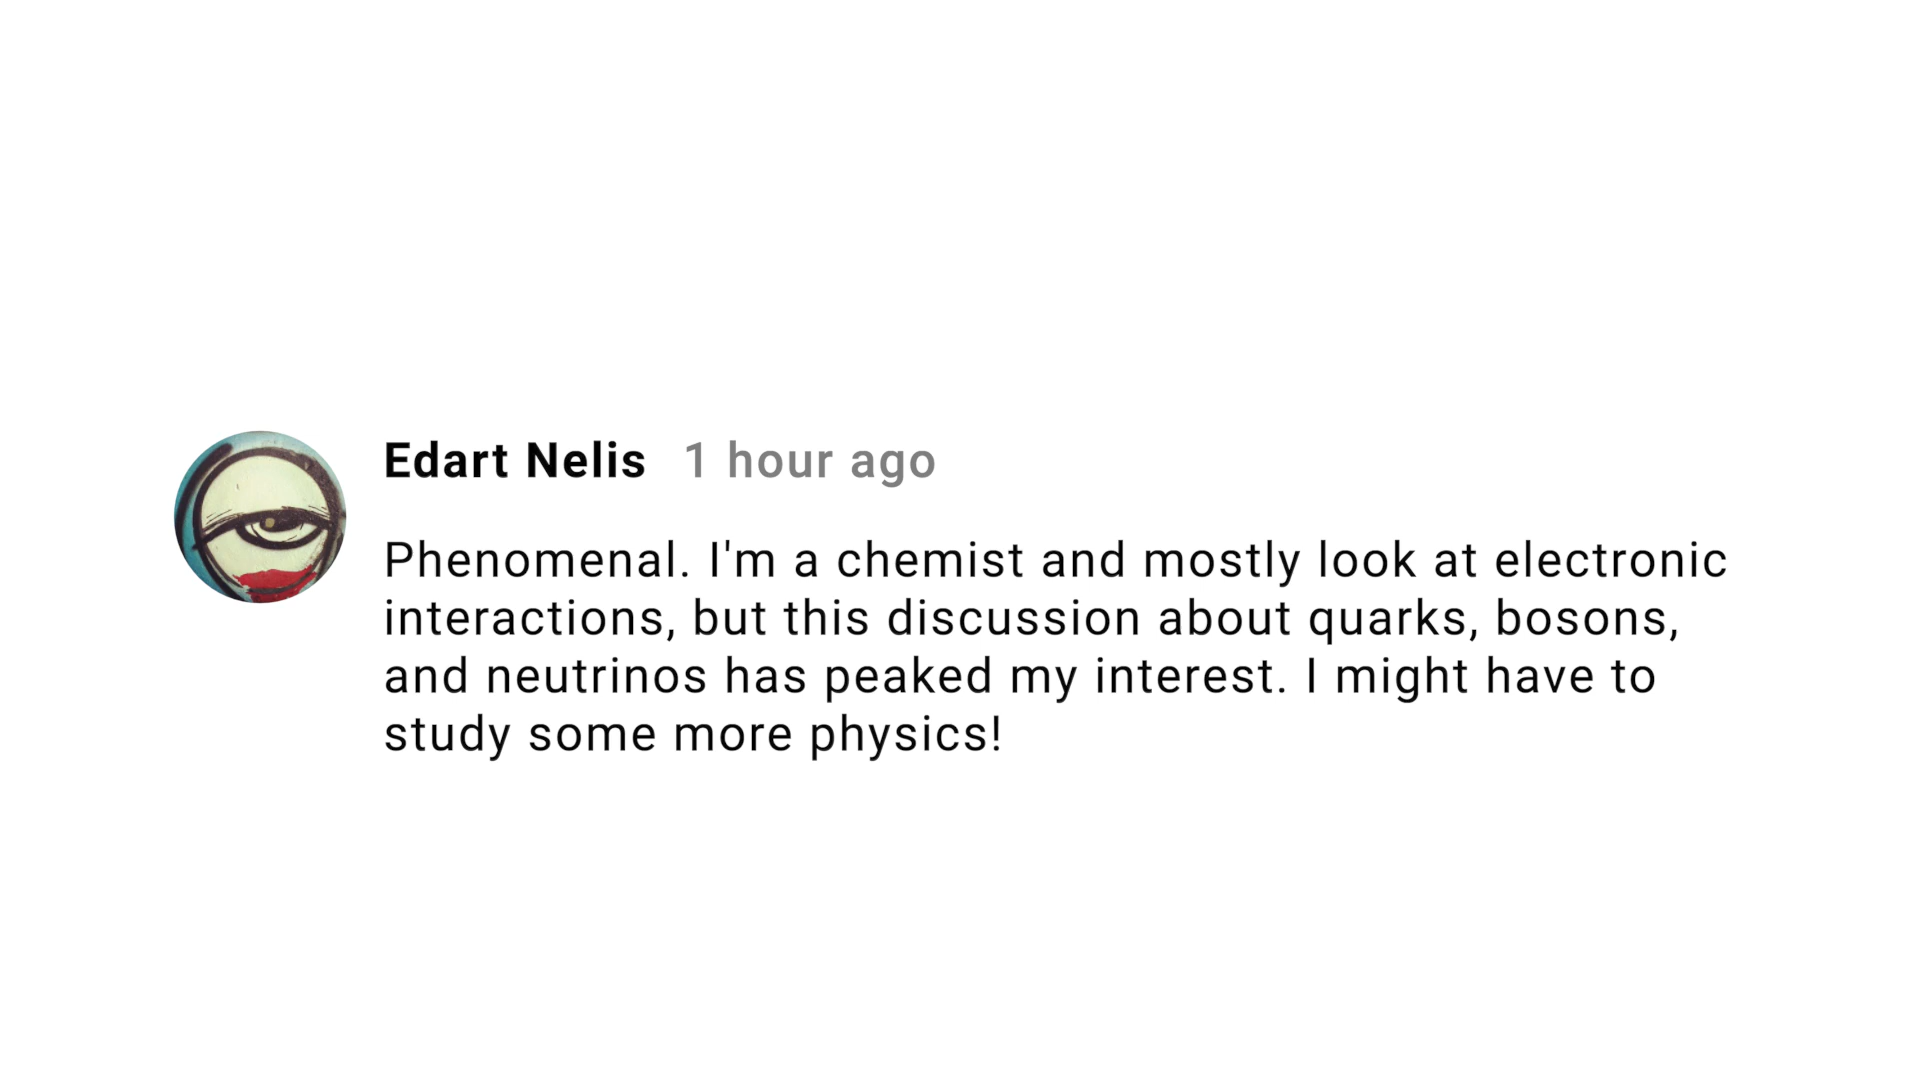 Edart Nelis 1 hour ago
Phenomenal. I'm a chemist and mostly look at electronic
interactions, but this discussion about quarks, bosons,
and neutrinos has peaked my interest. I might have to
study some more physics!